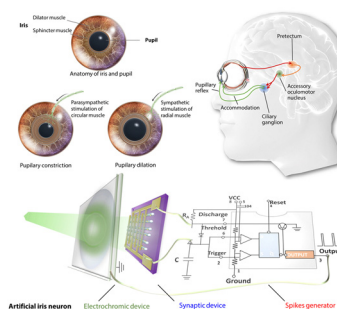 Iris
Dilator muscle
Sphincter muscle
Pupil
Anatomy of iris and pupil
Parasympathetic
stimulation of
circular muscle
Sympathetic
stimulation of
radial muscle
Pupillary constriction
Pupillary dilation
Pretectum
Pupillary
reflex
Accommodation
Accessory
oculomotor
nucleus
Ciliary
ganglion
VCC
Reset
Discharge
Threhold
Trigger
C
Ground
Output
3
Artificial iris neuron
Electrochromic device
Synaptic device
Spikes generator